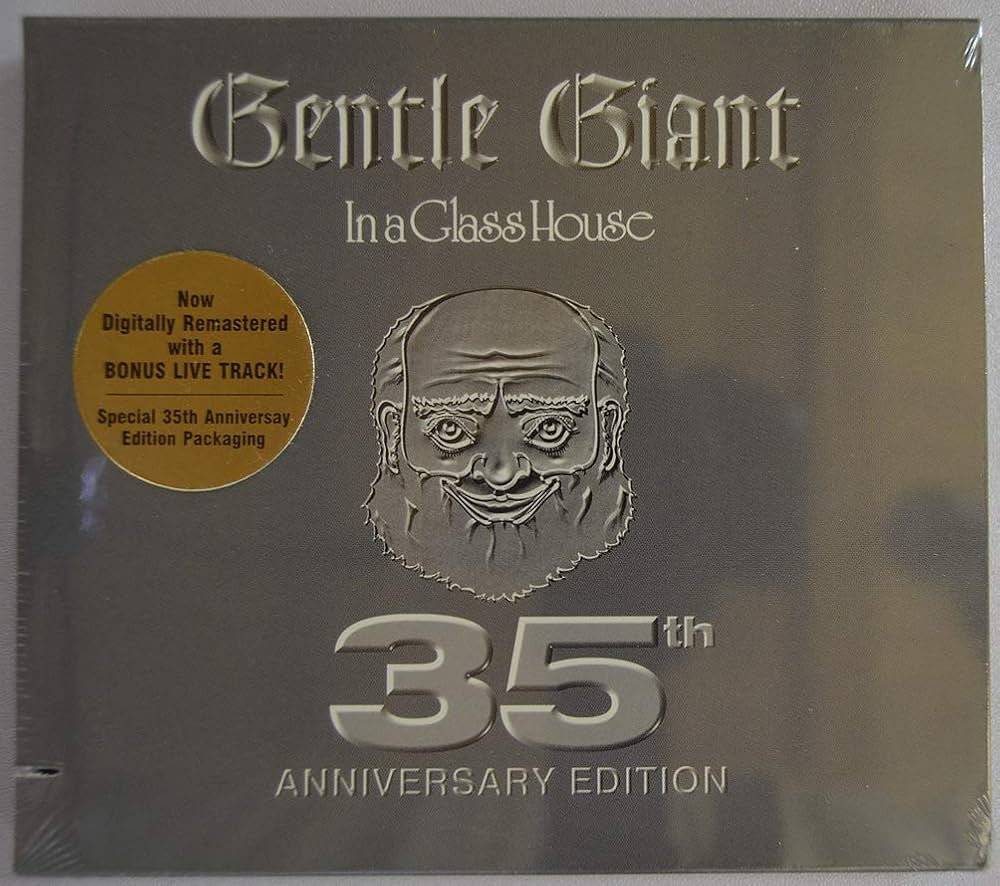 Gentle Giant
In a Glass House
Now
Digitally Remastered
with a
BONUS LIVE TRACK!
Special 35th Anniversay
Edition Packaging
35th
ANNIVERSARY EDITION